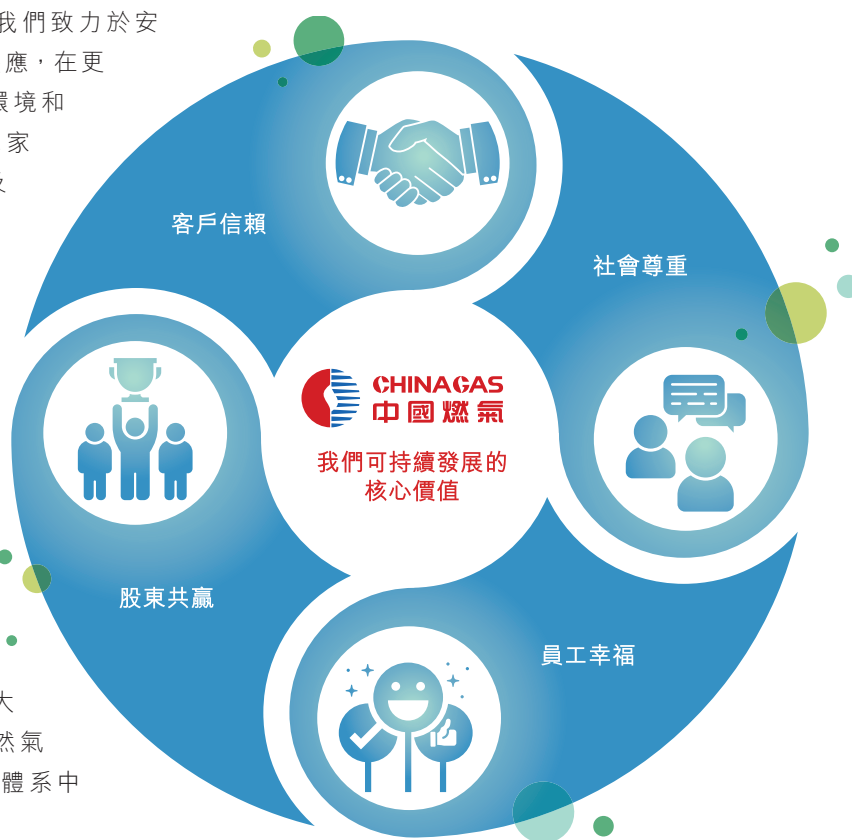 我們致力於安
應，在更
環境和
家
客戶信賴
社會尊重
CHINAGAS
中國燃氣
我們可持續發展的
核心價值
股東共贏
員工幸福
大
然氣
體系中